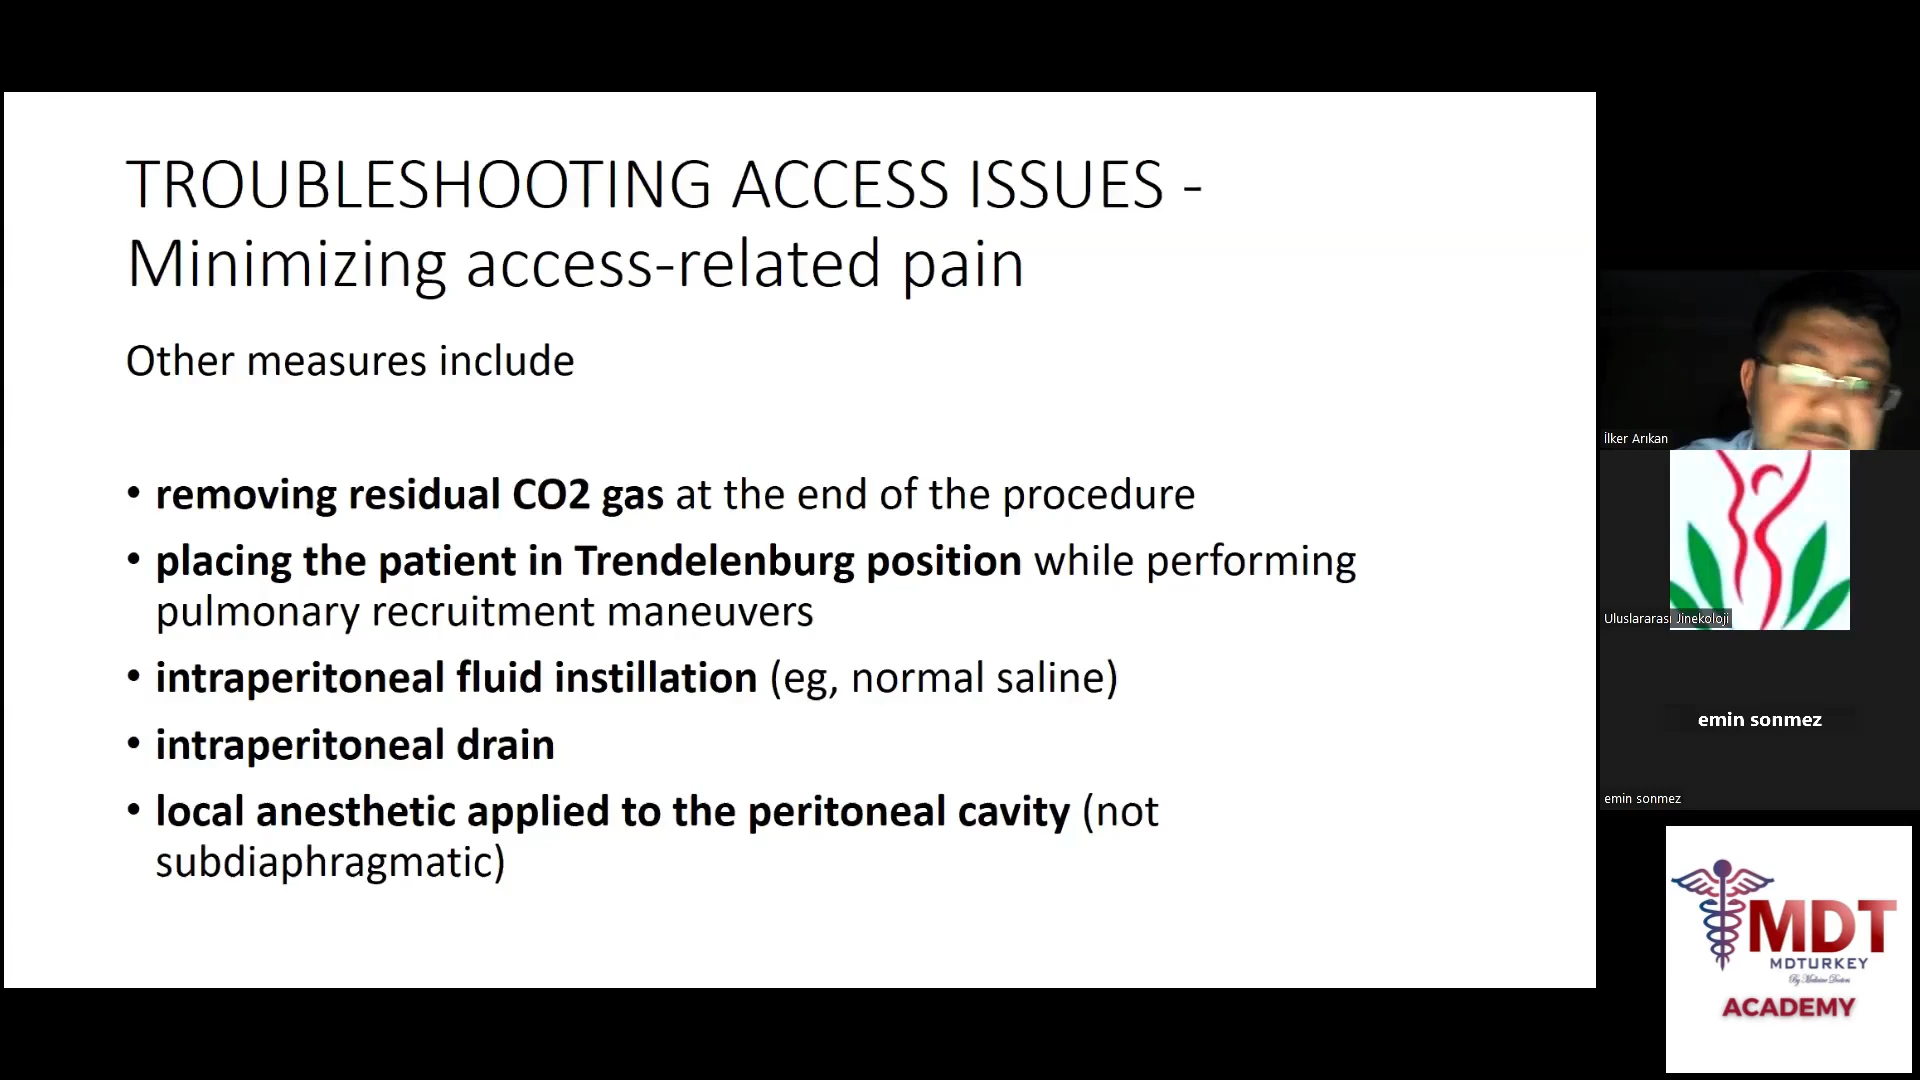 TROUBLESHOOTING ACCESS ISSUES -
Minimizing access-related pain
Other measures include
• removing residual CO2 gas at the end of the procedure
• placing the patient in Trendelenburg position while performing
pulmonary recruitment maneuvers
• intraperitoneal fluid instillation (eg, normal saline)
• intraperitoneal drain
• local anesthetic applied to the peritoneal cavity (not
subdiaphragmatic)
İlker Arıkan
Uluslararası Jinekoloji
emin sonmez
emin sonmez
MDT
MDTURKEY
By Medicine Doctors
ACADEMY